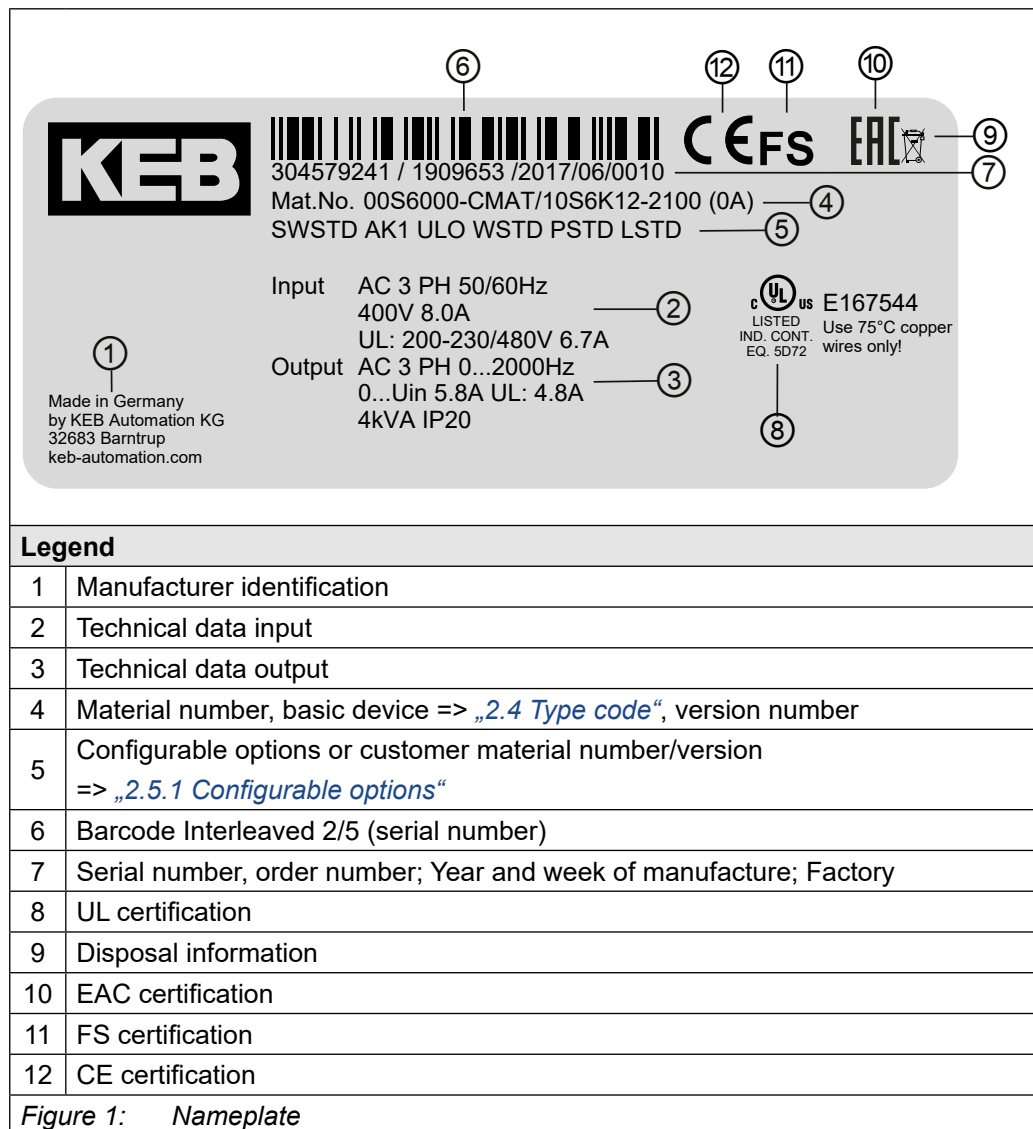 6
12
11
10
KEB
CE
FS
EAC
9
304579241 / 1909653 /2017/06/0010
7
Mat.No. 00S6000-CMAT/10S6K12-2100 (0A)
4
SWSTD AK1 ULO WSTD PSTD LSTD
5
Input AC 3 PH 50/60Hz
400V 8.0A
UL: 200-230/480V 6.7A
2
Output AC 3 PH 0...2000Hz
0...Uin 5.8A UL: 4.8A
4kVA IP20
3
c UL us E167544
LISTED
IND. CONT.
EQ. 5D72
Use 75°C copper
wires only!
8
1
Made in Germany
by KEB Automation KG
32683 Barntrup
keb-automation.com
Legend
1 Manufacturer identification
2 Technical data input
3 Technical data output
4 Material number, basic device => „2.4 Type code“, version number
5 Configurable options or customer material number/version
=> „2.5.1 Configurable options“
6 Barcode Interleaved 2/5 (serial number)
7 Serial number, order number; Year and week of manufacture; Factory
8 UL certification
9 Disposal information
10 EAC certification
11 FS certification
12 CE certification
Figure 1: Nameplate